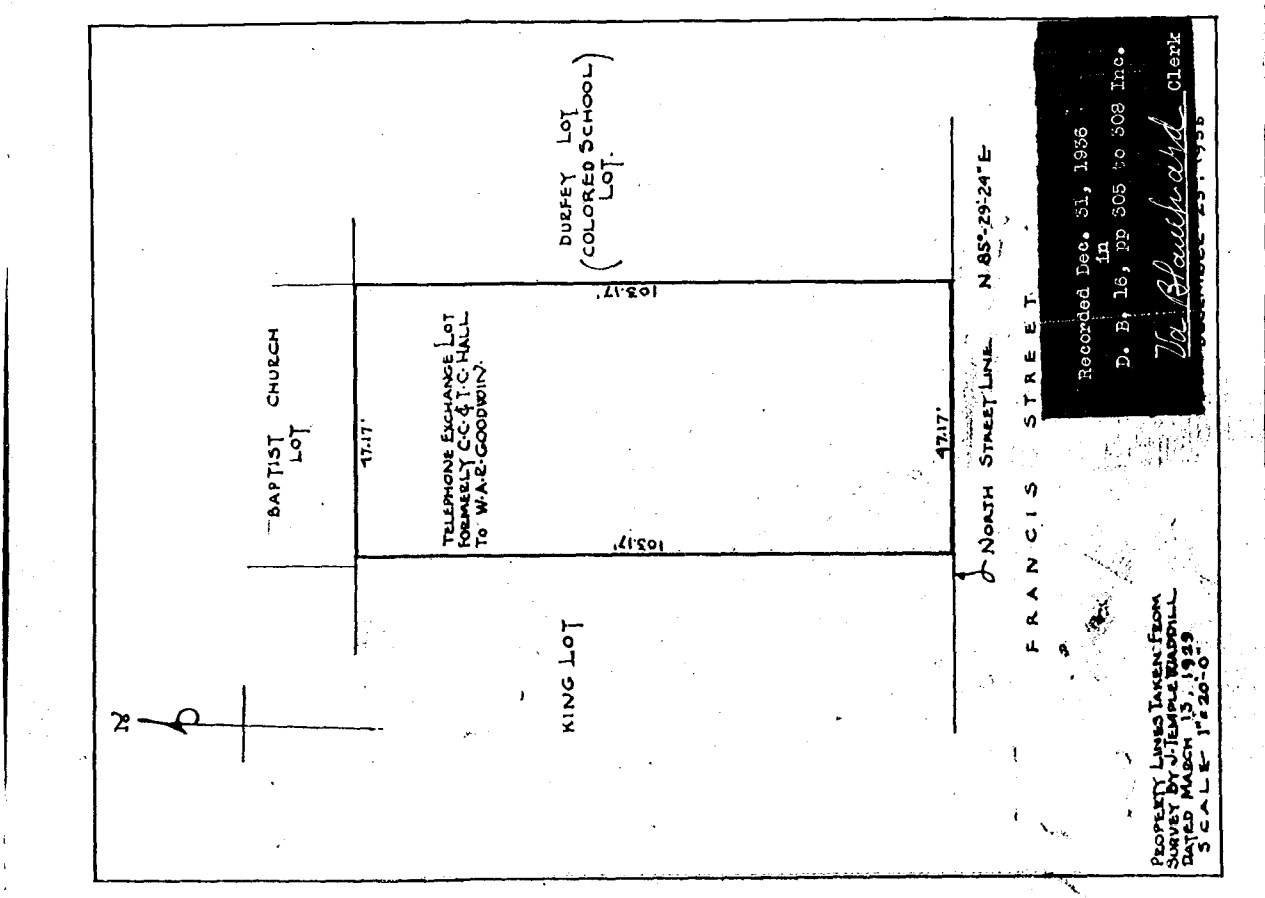 N
BAPTIST CHURCH
LOT
47.17'
TELEPHONE EXCHANGE LOT
FORMERLY C.C. & T.C. HALL
TO W.A.R. GOODWIN.
103.17'
103.17'
KING LOT
DURFEY LOT
(COLORED SCHOOL)
LOT.
47.17'
NORTH STREET LINE N 85°-29'-24" E
FRANCIS STREET
PROPERTY LINES TAKEN FROM
SURVEY BY J. TEMPLE WADDILL
DATED MARCH 13, 1929
SCALE 1"=20'-0"
Recorded Dec. 31, 1936
in
D. B. 16, pp 305 to 308 Inc.
Va Blanchard Clerk